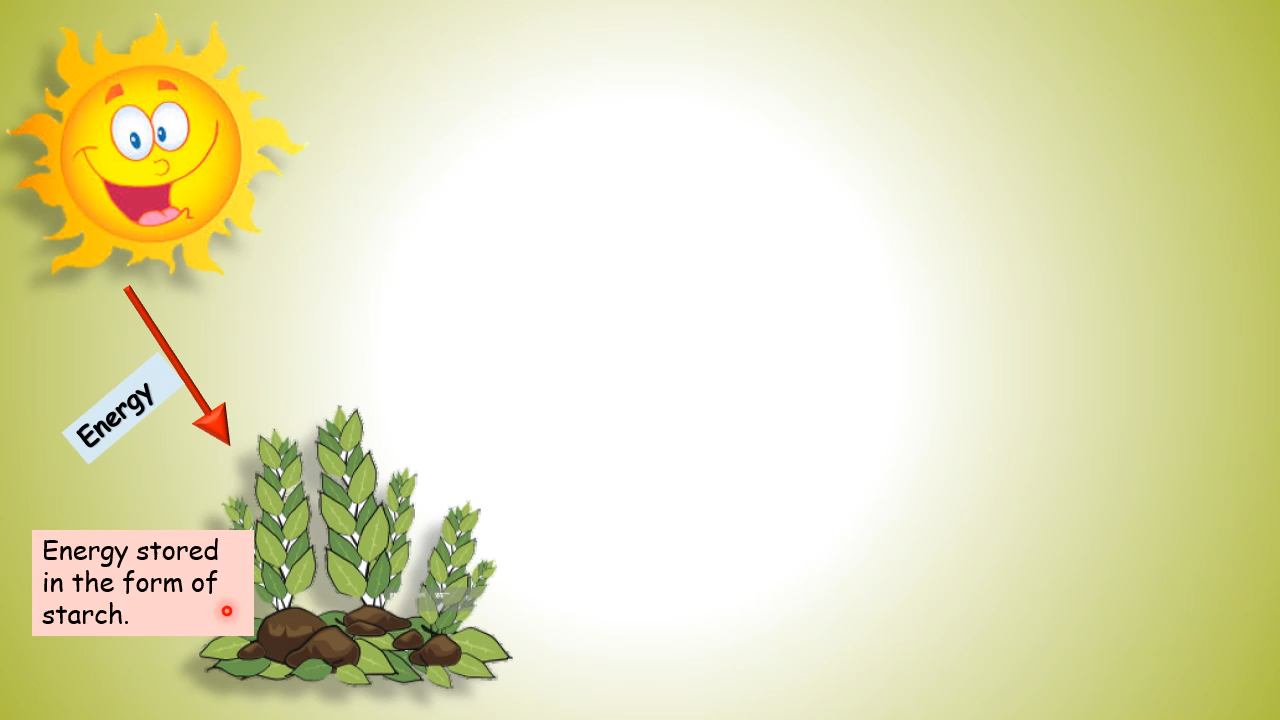 Energy
Energy stored
in the form of
starch.